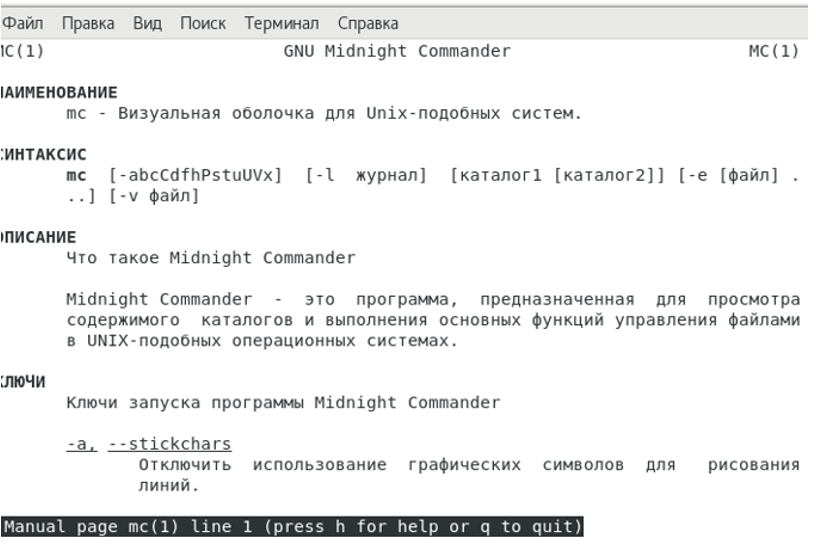 Файл Правка Вид Поиск Терминал Справка
MC(1) GNU Midnight Commander MC(1)
НАИМЕНОВАНИЕ
mc - Визуальная оболочка для Unix-подобных систем.
СИНТАКСИС
mc [-abcCdfhPstuUVx] [-l журнал] [каталог1 [каталог2]] [-e [файл] .
..] [-v файл]
ОПИСАНИЕ
Что такое Midnight Commander
Midnight Commander - это программа, предназначенная для просмотра
содержимого каталогов и выполнения основных функций управления файлами
в UNIX-подобных операционных системах.
КЛЮЧИ
Ключи запуска программы Midnight Commander
-a, --stickchars
Отключить использование графических символов для рисования
линий.
Manual page mc(1) line 1 (press h for help or q to quit)